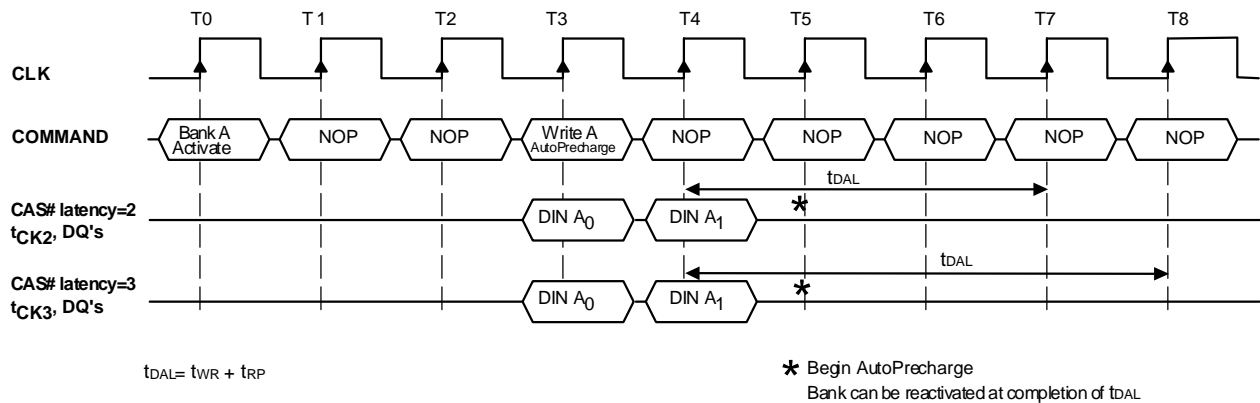 T0 T1 T2 T3 T4 T5 T6 T7 T8
CLK
COMMAND
Bank A Activate NOP NOP Write A AutoPrecharge NOP NOP NOP NOP NOP
tDAL
CAS# latency=2
tCK2, DQ's
DIN A0 DIN A1 *
tDAL
CAS# latency=3
tCK3, DQ's
DIN A0 DIN A1 *
tDAL= tWR + tRP
* Begin AutoPrecharge
Bank can be reactivated at completion of tDAL